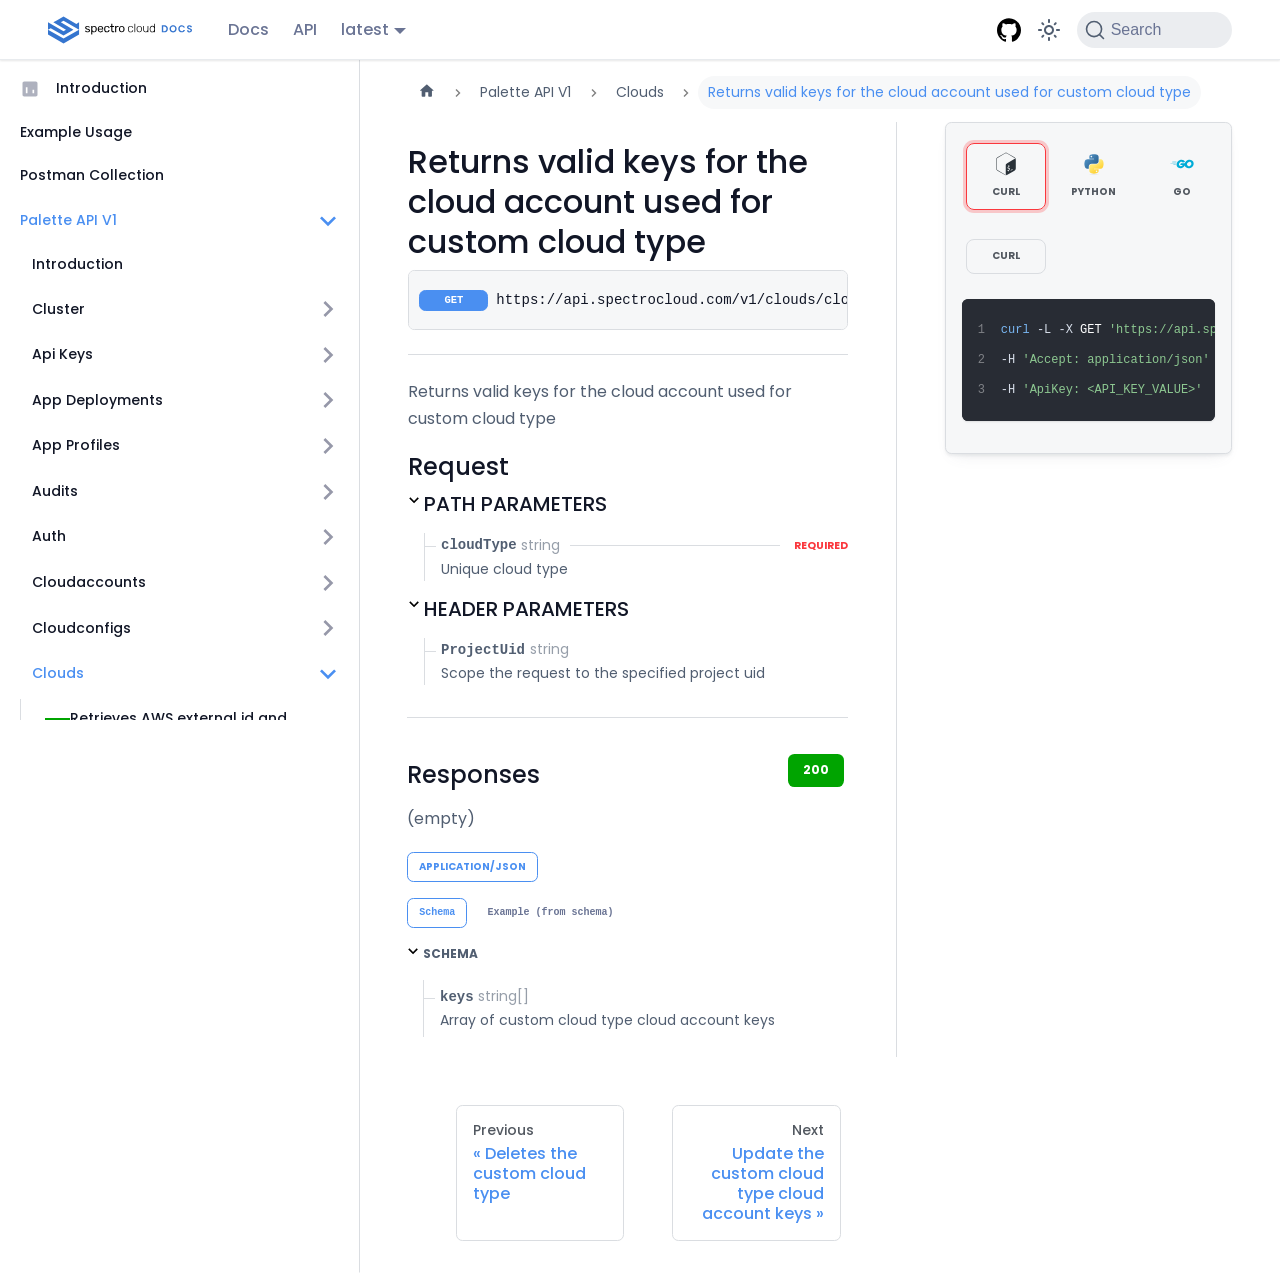 spectro cloud DOCS
Docs
API
latest
Search
Introduction
Example Usage
Postman Collection
Palette API V1
Introduction
Cluster
Api Keys
App Deployments
App Profiles
Audits
Auth
Cloudaccounts
Cloudconfigs
Clouds
Retrieves AWS external id and
Palette API V1
Clouds
Returns valid keys for the cloud account used for custom cloud type
Returns valid keys for the
cloud account used for
custom cloud type
GET https://api.spectrocloud.com/v1/clouds/clo
Returns valid keys for the cloud account used for
custom cloud type
Request
PATH PARAMETERS
cloudType string REQUIRED
Unique cloud type
HEADER PARAMETERS
ProjectUid string
Scope the request to the specified project uid
Responses
200
(empty)
APPLICATION/JSON
Schema
Example (from schema)
SCHEMA
keys string[]
Array of custom cloud type cloud account keys
Previous
« Deletes the
custom cloud
type
Next
Update the
custom cloud
type cloud
account keys »
CURL
PYTHON
GO
CURL
1 curl -L -X GET 'https://api.sp
2 -H 'Accept: application/json'
3 -H 'ApiKey: <API_KEY_VALUE>'